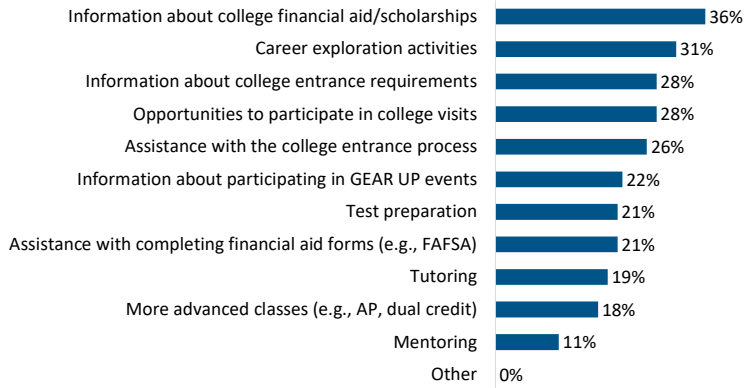 Information about college financial aid/scholarships 36%
Career exploration activities 31%
Information about college entrance requirements 28%
Opportunities to participate in college visits 28%
Assistance with the college entrance process 26%
Information about participating in GEAR UP events 22%
Test preparation 21%
Assistance with completing financial aid forms (e.g., FAFSA) 21%
Tutoring 19%
More advanced classes (e.g., AP, dual credit) 18%
Mentoring 11%
Other 0%